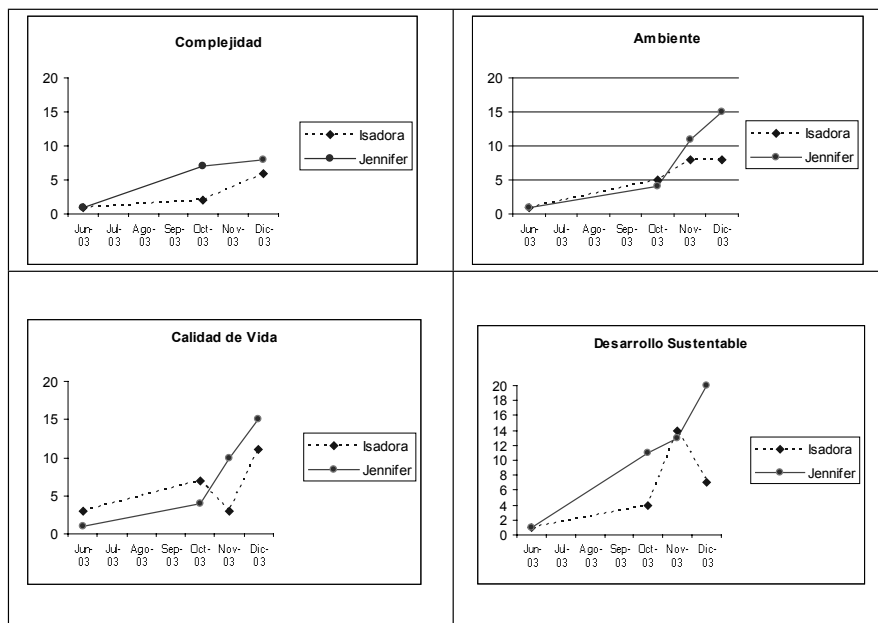 Complejidad
20
15
10
5
0
Jun-03 Jul-03 Ago-03 Sep-03 Oct-03 Nov-03 Dic-03
Isadora
Jennifer
Ambiente
20
15
10
5
0
Jun-03 Jul-03 Ago-03 Sep-03 Oct-03 Nov-03 Dic-03
Isadora
Jennifer
Calidad de Vida
20
15
10
5
0
Jun-03 Jul-03 Ago-03 Sep-03 Oct-03 Nov-03 Dic-03
Isadora
Jennifer
Desarrollo Sustentable
20
18
16
14
12
10
8
6
4
2
0
Jun-03 Jul-03 Ago-03 Sep-03 Oct-03 Nov-03 Dic-03
Isadora
Jennifer